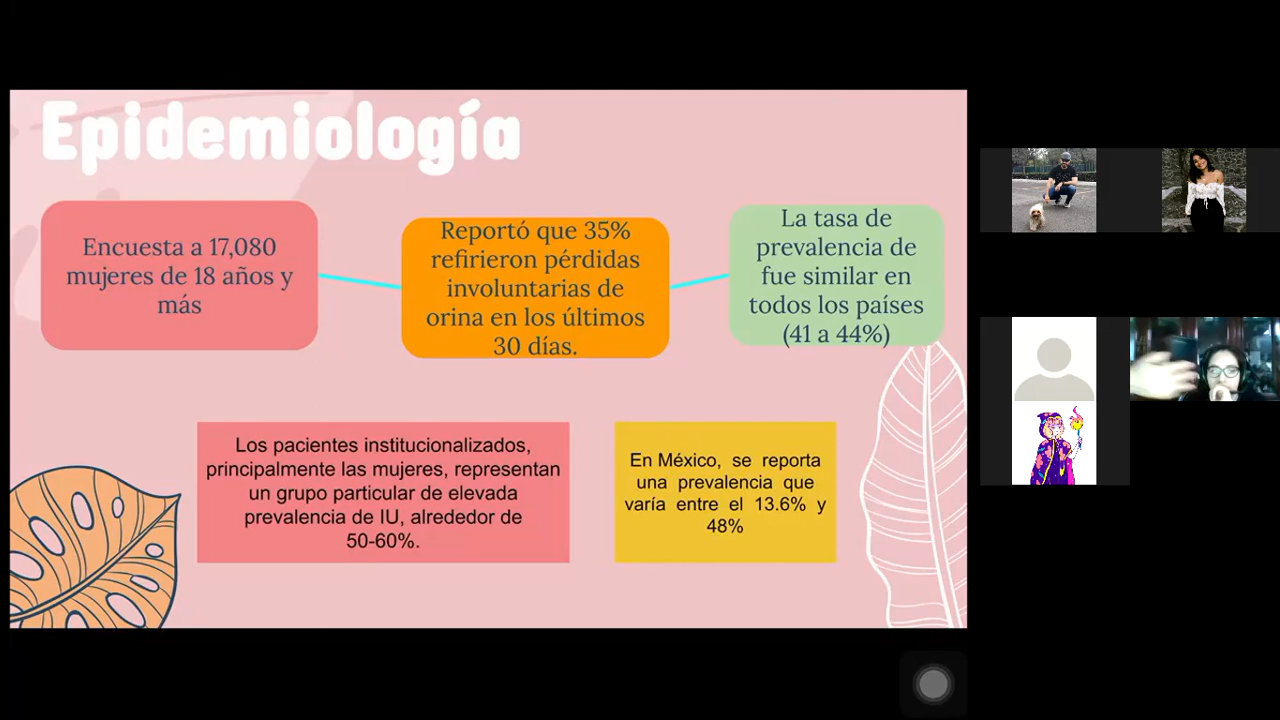 Epidemiología
Encuesta a 17,080
mujeres de 18 años y
más
Reportó que 35%
refirieron pérdidas
involuntarias de
orina en los últimos
30 días.
La tasa de
prevalencia de
fue similar en
todos los países
(41 a 44%)
Los pacientes institucionalizados,
principalmente las mujeres, representan
un grupo particular de elevada
prevalencia de IU, alrededor de
50-60%.
En México, se reporta
una prevalencia que
varía entre el 13.6% y
48%